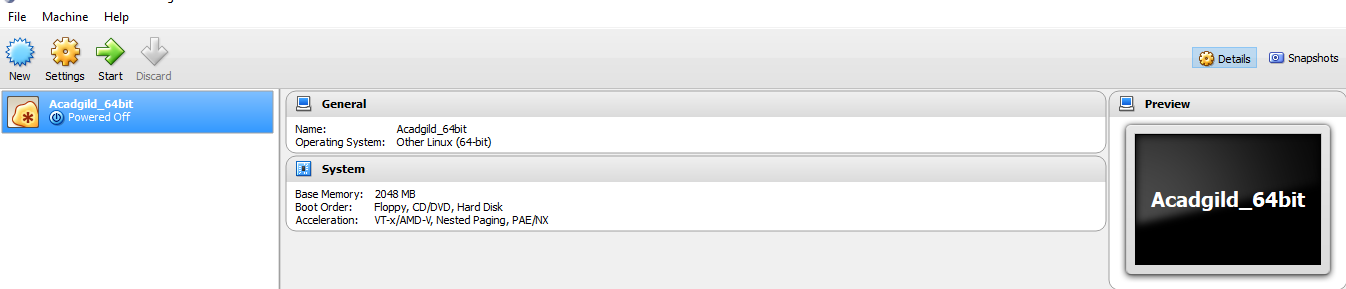 File Machine Help
New Settings Start Discard
Details Snapshots
Acadgild_64bit
Powered Off
General
Name: Acadgild_64bit
Operating System: Other Linux (64-bit)
System
Base Memory: 2048 MB
Boot Order: Floppy, CD/DVD, Hard Disk
Acceleration: VT-x/AMD-V, Nested Paging, PAE/NX
Preview
Acadgild_64bit